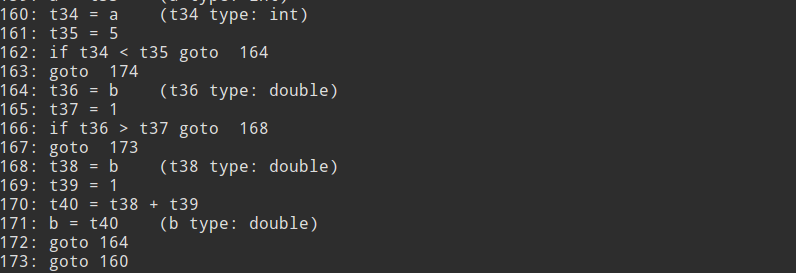 160: t34 = a    (t34 type: int)
161: t35 = 5
162: if t34 < t35 goto  164
163: goto  174
164: t36 = b    (t36 type: double)
165: t37 = 1
166: if t36 > t37 goto  168
167: goto  173
168: t38 = b    (t38 type: double)
169: t39 = 1
170: t40 = t38 + t39
171: b = t40    (b type: double)
172: goto 164
173: goto 160